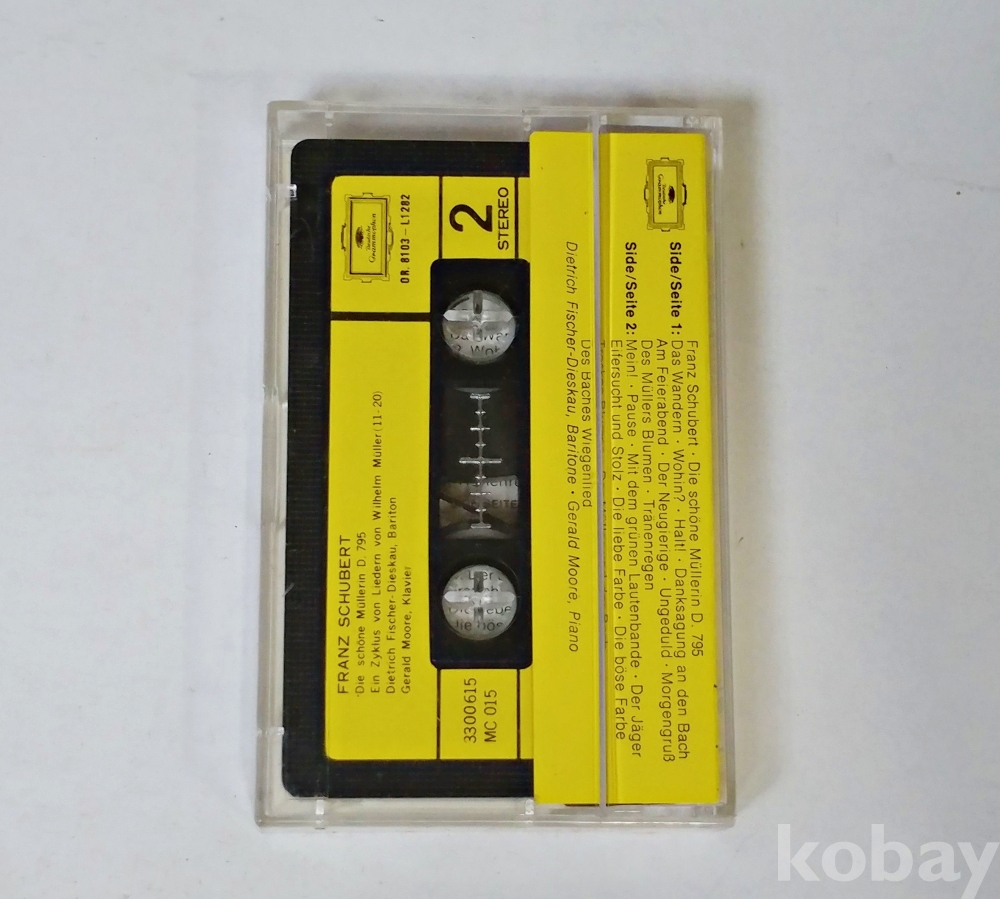 Deutsche
Grammophon
OR. 8103 – L1282
2
STEREO
FRANZ SCHUBERT
Die schöne Müllerin D. 795
Ein Zyklus von Liedern von Wilhelm Müller (11-20)
Dietrich Fischer-Dieskau, Bariton
Gerald Moore, Klavier
3300615
MC 015
Deutsche
Grammophon
Franz Schubert · Die schöne Müllerin D. 795
Side/Seite 1: Das Wandern · Wohin? · Halt! · Danksagung an den Bach
Am Feierabend · Der Neugierige · Ungeduld · Morgengruß
Des Müllers Blumen · Tränenregen
Side/Seite 2: Mein! · Pause · Mit dem grünen Lautenbande · Der Jäger
Eifersucht und Stolz · Die liebe Farbe · Die böse Farbe
Des Baches Wiegenlied
Dietrich Fischer-Dieskau, Baritone · Gerald Moore, Piano
kobay